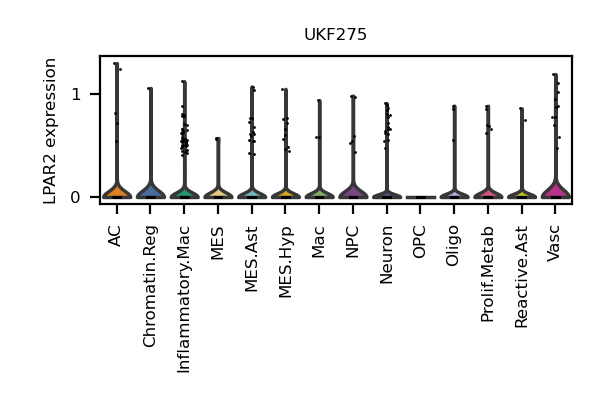 UKF275
LPAR2 expression
1
0
AC
Chromatin.Reg
Inflammatory.Mac
MES
MES.Ast
MES.Hyp
Mac
NPC
Neuron
OPC
Oligo
Prolif.Metab
Reactive.Ast
Vasc